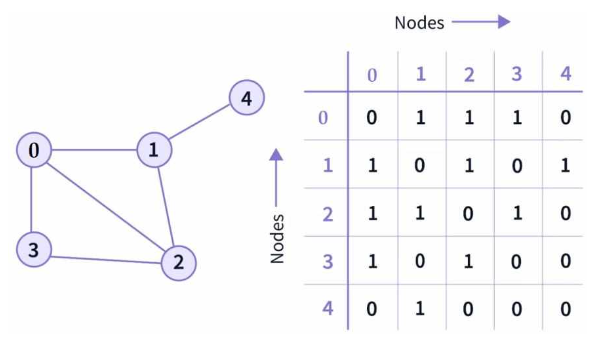 Nodes
4
0
1
3
2
Nodes
0 1 2 3 4
0 0 1 1 1 0
1 1 0 1 0 1
2 1 1 0 1 0
3 1 0 1 0 0
4 0 1 0 0 0